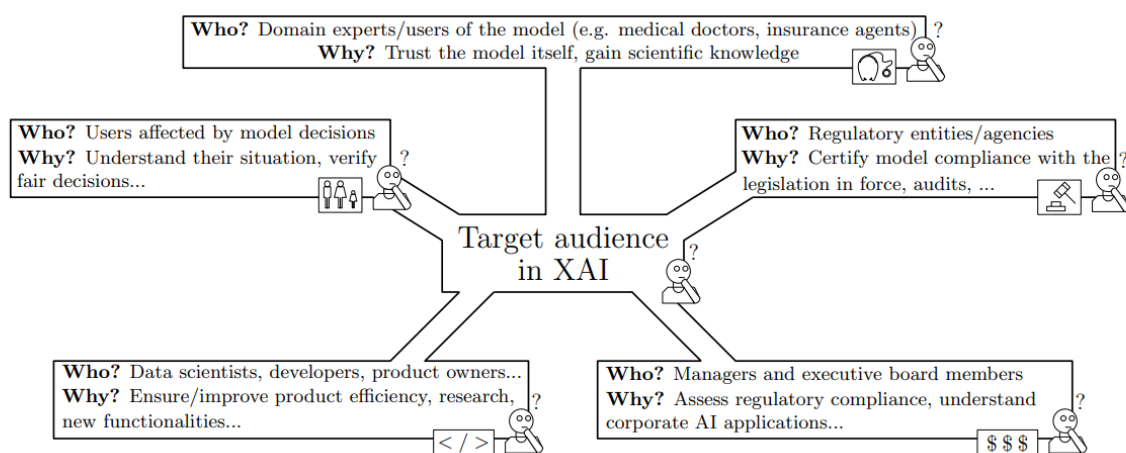 Who? Domain experts/users of the model (e.g. medical doctors, insurance agents)
Why? Trust the model itself, gain scientific knowledge
?
Who? Users affected by model decisions
Why? Understand their situation, verify
fair decisions...
?
Who? Regulatory entities/agencies
Why? Certify model compliance with the
legislation in force, audits, ...
?
Target audience
in XAI
?
Who? Data scientists, developers, product owners...
Why? Ensure/improve product efficiency, research,
new functionalities...
?
< / >
Who? Managers and executive board members
Why? Assess regulatory compliance, understand
corporate AI applications...
?
$ $ $